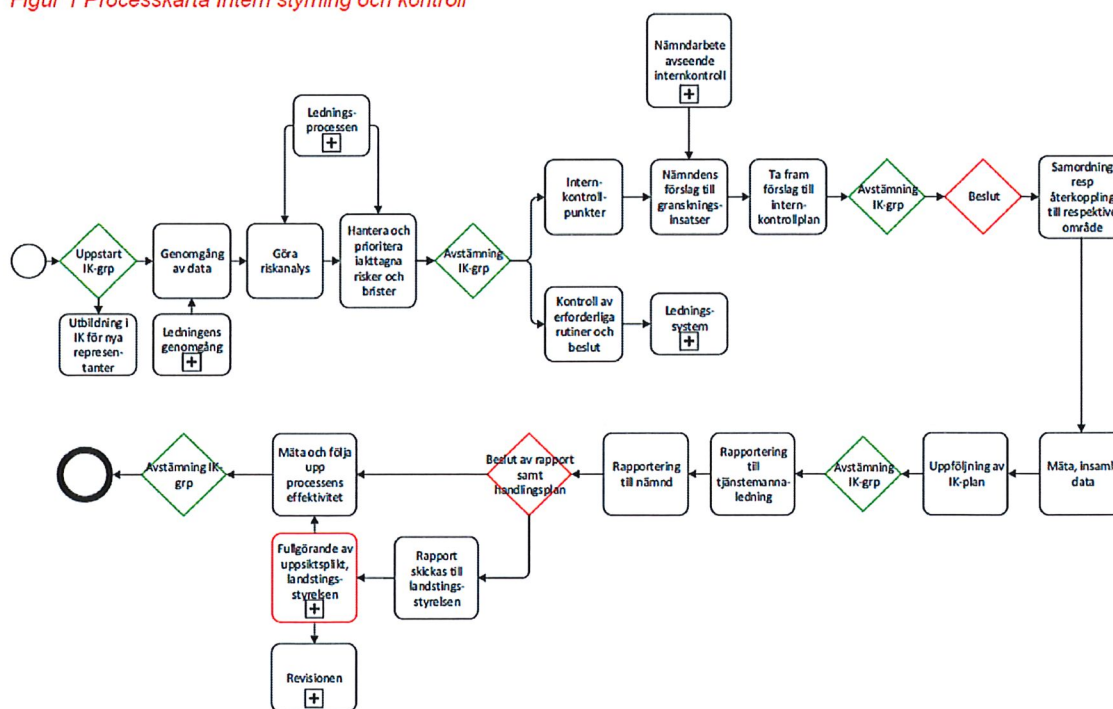 Figur 1 Processkarta Intern styrning och kontroll
Nämndarbete
avseende
internkontroll
Lednings-
processen
Intern-
kontroll-
punkter
Nämndens
förslag till
gransknings-
insatser
Ta fram
förslag till
intern-
kontrollplan
Avstämning
IK-grp
Beslut
Samordning
resp
återkoppling
till respektive
område
Uppstart
IK-grp
Genomgång
av data
Göra
riskanalys
Hantera och
prioritera
iakttagna
risker och
brister
Avstämning
IK-grp
Utbildning i
IK för nya
represen-
tanter
Ledningens
genomgång
Kontroll av
erforderliga
rutiner och
beslut
Lednings-
system
Avstämning IK-
grp
Mäta och följa
upp
processens
effektivitet
Beslut av rapport
samt
handlingsplan
Rapportering
till nämnd
Rapportering
till
tjänstemanna-
ledning
Avstämning
IK-grp
Uppföljning av
IK-plan
Mäta, insaml
data
Fullgörande av
uppsiktsplikt,
landstings-
styrelsen
Rapport
skickas till
landstings-
styrelsen
Revisionen